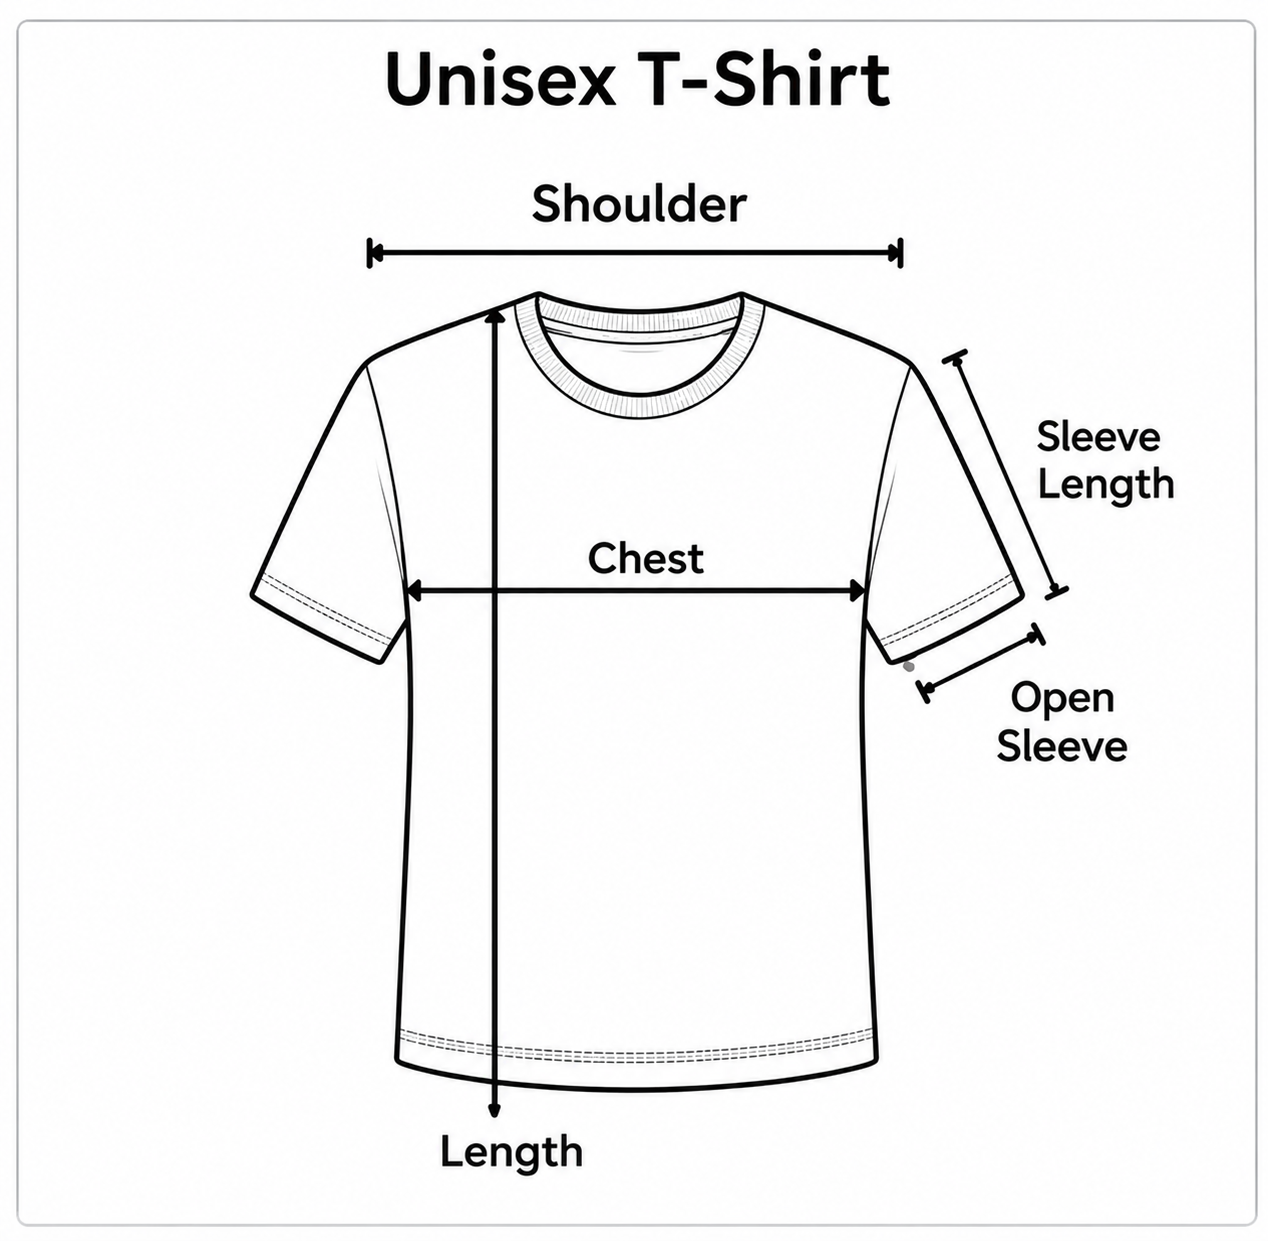 Unisex T-Shirt
Shoulder
Sleeve
Length
Chest
Open
Sleeve
Length